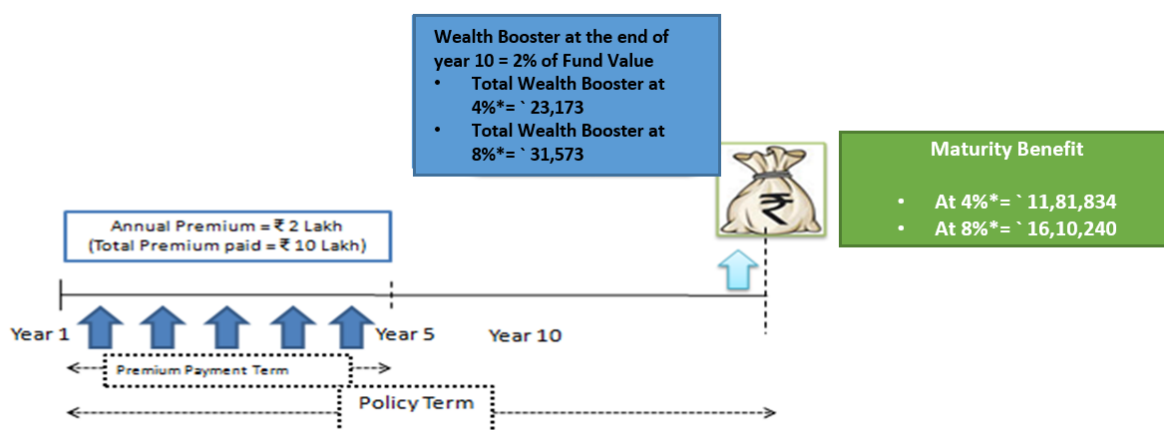 Wealth Booster at the end of
year 10 = 2% of Fund Value
• Total Wealth Booster at
4%*= ` 23,173
• Total Wealth Booster at
8%*= ` 31,573
Maturity Benefit
• At 4%*= ` 11,81,834
• At 8%*= ` 16,10,240
₹
Annual Premium = ₹ 2 Lakh
(Total Premium paid = ₹ 10 Lakh)
Year 1
Year 5
Year 10
Premium Payment Term
Policy Term